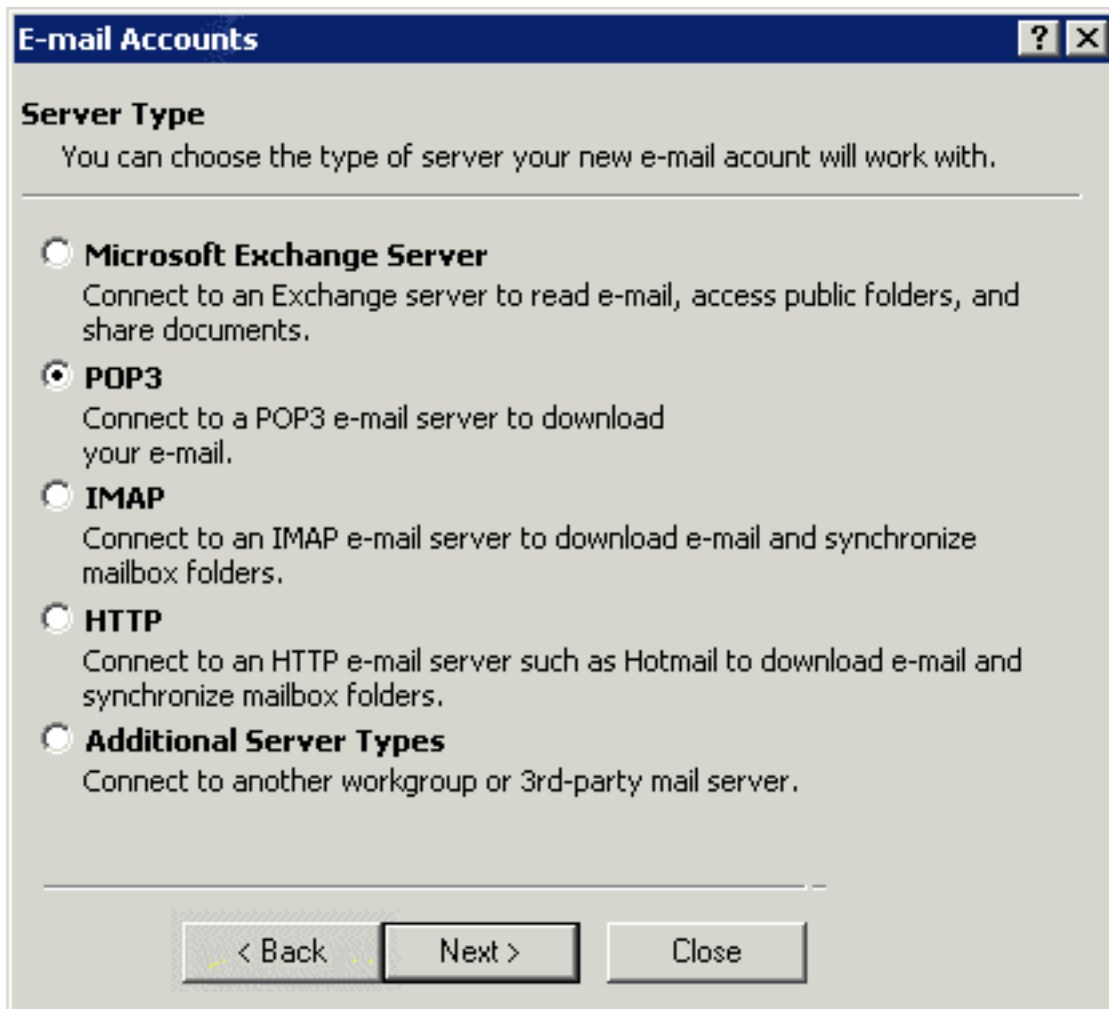 E-mail Accounts
Server Type
You can choose the type of server your new e-mail acount will work with.
Microsoft Exchange Server
Connect to an Exchange server to read e-mail, access public folders, and
share documents.
POP3
Connect to a POP3 e-mail server to download
your e-mail.
IMAP
Connect to an IMAP e-mail server to download e-mail and synchronize
mailbox folders.
HTTP
Connect to an HTTP e-mail server such as Hotmail to download e-mail and
synchronize mailbox folders.
Additional Server Types
Connect to another workgroup or 3rd-party mail server.
< Back Next > Close